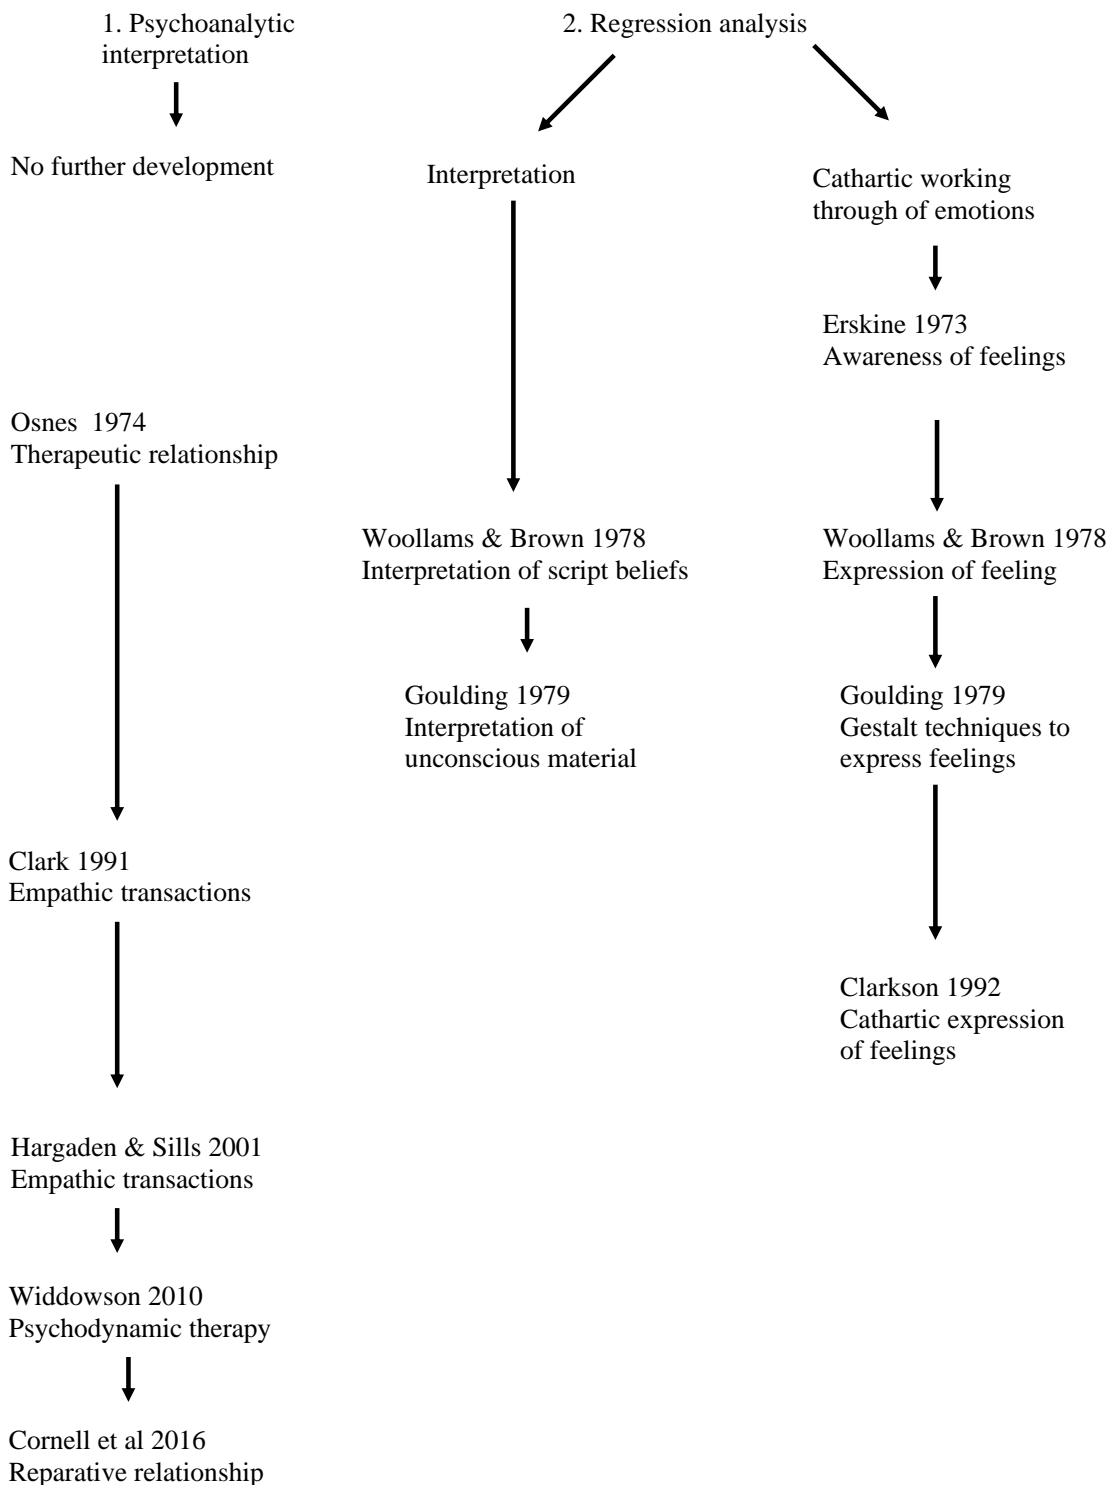 1. Psychoanalytic
interpretation
2. Regression analysis
No further development
Interpretation
Cathartic working
through of emotions
Erskine 1973
Awareness of feelings
Osnes  1974
Therapeutic relationship
Woollams & Brown 1978
Interpretation of script beliefs
Woollams & Brown 1978
Expression of feeling
Goulding 1979
Interpretation of
unconscious material
Goulding 1979
Gestalt techniques to
express feelings
Clark 1991
Empathic transactions
Clarkson 1992
Cathartic expression
of feelings
Hargaden & Sills 2001
Empathic transactions
Widdowson 2010
Psychodynamic therapy
Cornell et al 2016
Reparative relationship